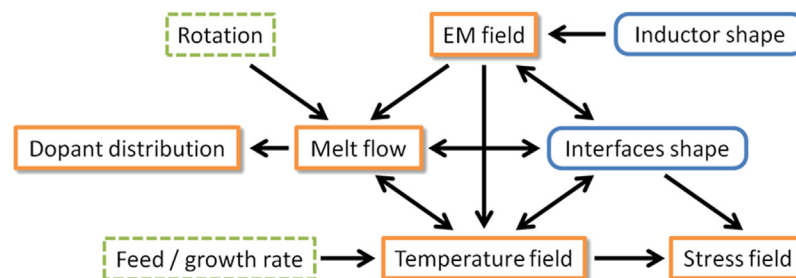 Rotation
EM field
Inductor shape
Dopant distribution
Melt flow
Interfaces shape
Feed / growth rate
Temperature field
Stress field